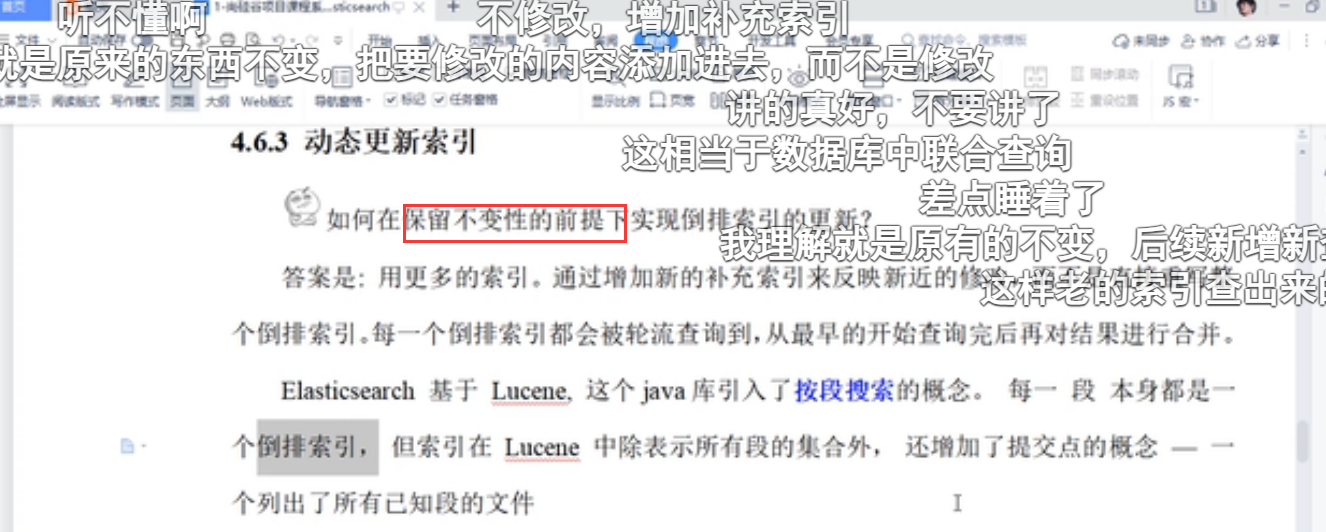 首页
1-尚硅谷项目课程系...sticsearch
听不懂啊
不修改，增加补充索引
文件
开始
插入
开发工具
会员专享
查找命令、搜索模板
未同步
协作
分享
就是原来的东西不变，把要修改的内容添加进去，而不是修改
全屏显示
阅读版式
写作模式
页面
大纲
Web版式
导航窗格
标记
任务窗格
显示比例
页宽
同步滚动
重设位置
JS 宏
讲的真好，不要讲了
4.6.3 动态更新索引
这相当于数据库中联合查询
差点睡着了
如何在保留不变性的前提下实现倒排索引的更新？
我理解就是原有的不变，后续新增新
答案是: 用更多的索引。通过增加新的补充索引来反映新近的修
这样老的索引查出来的
个倒排索引。每一个倒排索引都会被轮流查询到，从最早的开始查询完后再对结果进行合并。
Elasticsearch 基于 Lucene, 这个 java 库引入了按段搜索的概念。 每一 段 本身都是一
个倒排索引， 但索引在 Lucene 中除表示所有段的集合外， 还增加了提交点的概念 — 一
个列出了所有已知段的文件